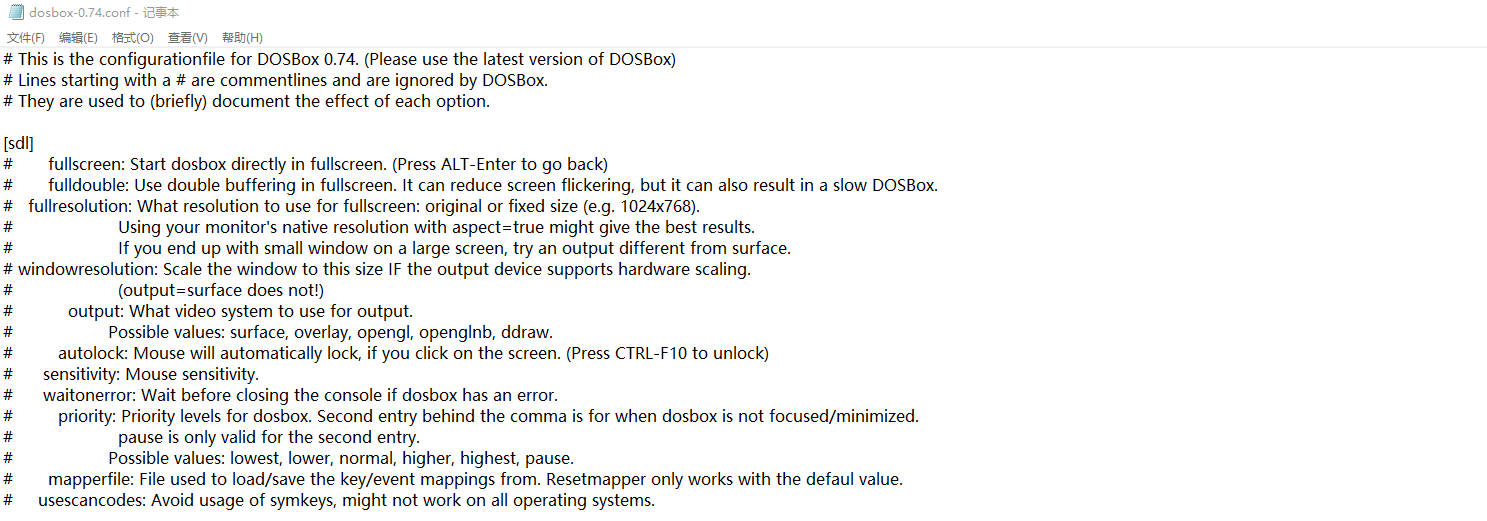 dosbox-0.74.conf - 记事本
文件(F) 编辑(E) 格式(O) 查看(V) 帮助(H)
# This is the configurationfile for DOSBox 0.74. (Please use the latest version of DOSBox)
# Lines starting with a # are commentlines and are ignored by DOSBox.
# They are used to (briefly) document the effect of each option.
[sdl]
# fullscreen: Start dosbox directly in fullscreen. (Press ALT-Enter to go back)
# fulldouble: Use double buffering in fullscreen. It can reduce screen flickering, but it can also result in a slow DOSBox.
# fullresolution: What resolution to use for fullscreen: original or fixed size (e.g. 1024x768).
# Using your monitor's native resolution with aspect=true might give the best results.
# If you end up with small window on a large screen, try an output different from surface.
# windowresolution: Scale the window to this size IF the output device supports hardware scaling.
# (output=surface does not!)
# output: What video system to use for output.
# Possible values: surface, overlay, opengl, openglnb, ddraw.
# autolock: Mouse will automatically lock, if you click on the screen. (Press CTRL-F10 to unlock)
# sensitivity: Mouse sensitivity.
# waitonerror: Wait before closing the console if dosbox has an error.
# priority: Priority levels for dosbox. Second entry behind the comma is for when dosbox is not focused/minimized.
# pause is only valid for the second entry.
# Possible values: lowest, lower, normal, higher, highest, pause.
# mapperfile: File used to load/save the key/event mappings from. Resetmapper only works with the defaul value.
# usescancodes: Avoid usage of symkeys, might not work on all operating systems.